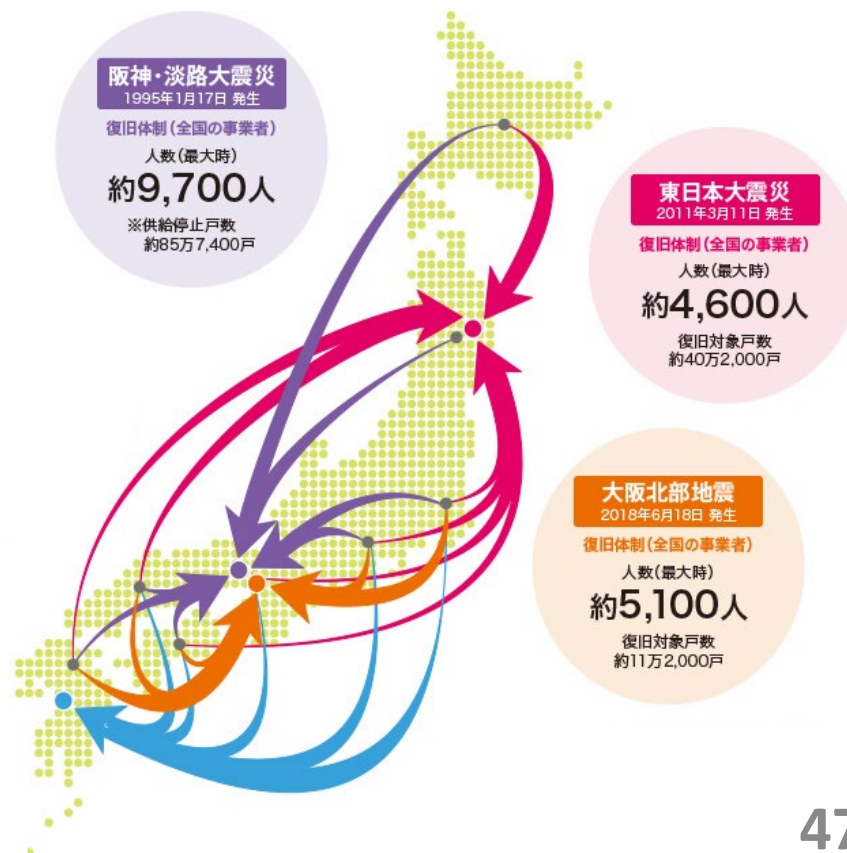 阪神・淡路大震災
1995年1月17日 発生
復旧体制(全国の事業者)
人数(最大時)
約9,700人
※供給停止戸数
約85万7,400戸
東日本大震災
2011年3月11日 発生
復旧体制(全国の事業者)
人数(最大時)
約4,600人
復旧対象戸数
約40万2,000戸
大阪北部地震
2018年6月18日 発生
復旧体制(全国の事業者)
人数(最大時)
約5,100人
復旧対象戸数
約11万2,000戸
47